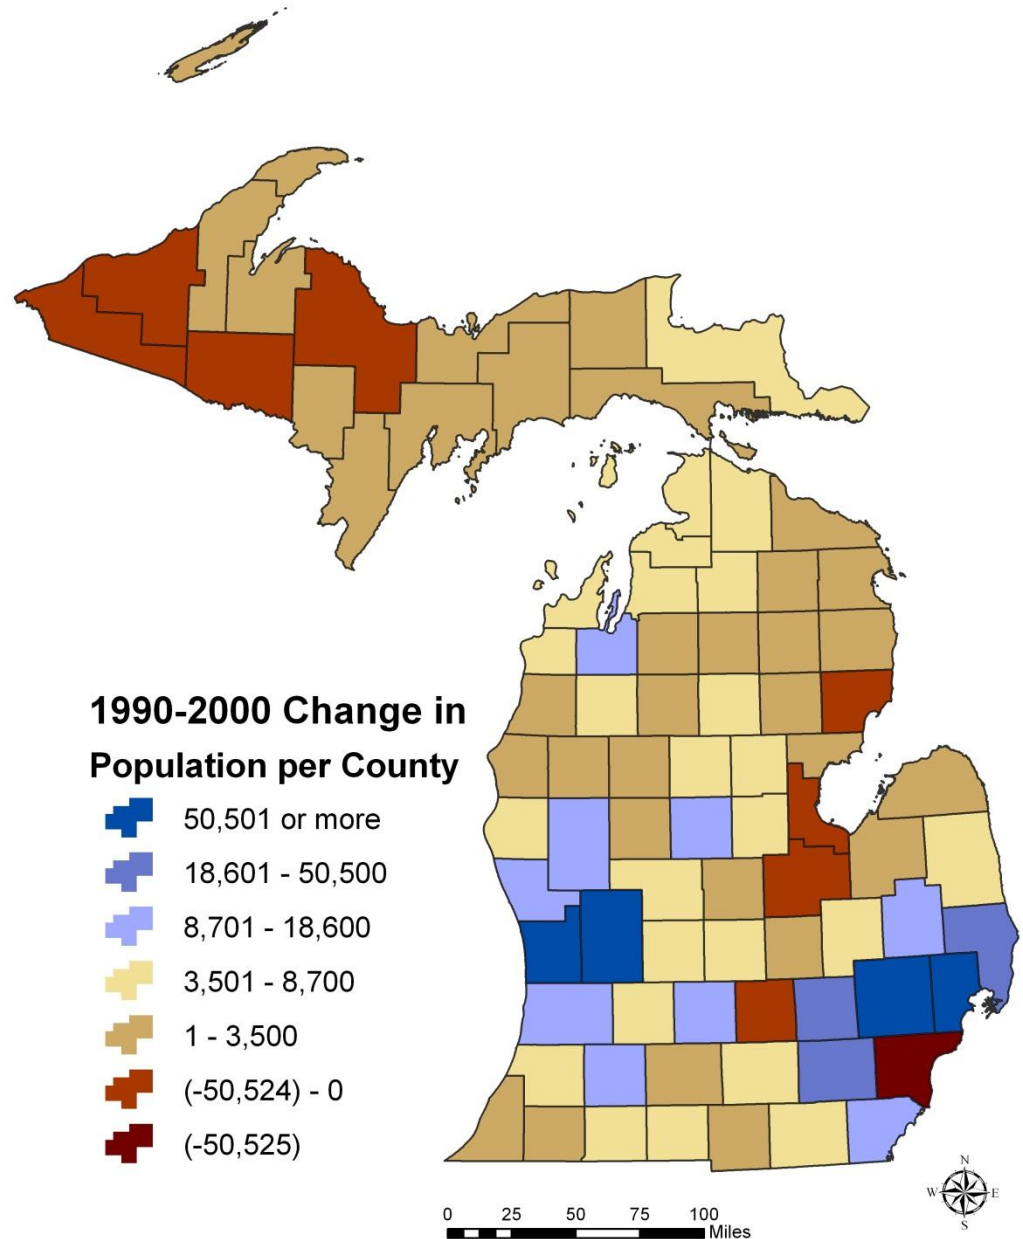 1990-2000 Change in
Population per County
50,501 or more
18,601 - 50,500
8,701 - 18,600
3,501 - 8,700
1 - 3,500
(-50,524) - 0
(-50,525)
N
W E
S
0 25 50 75 100
Miles